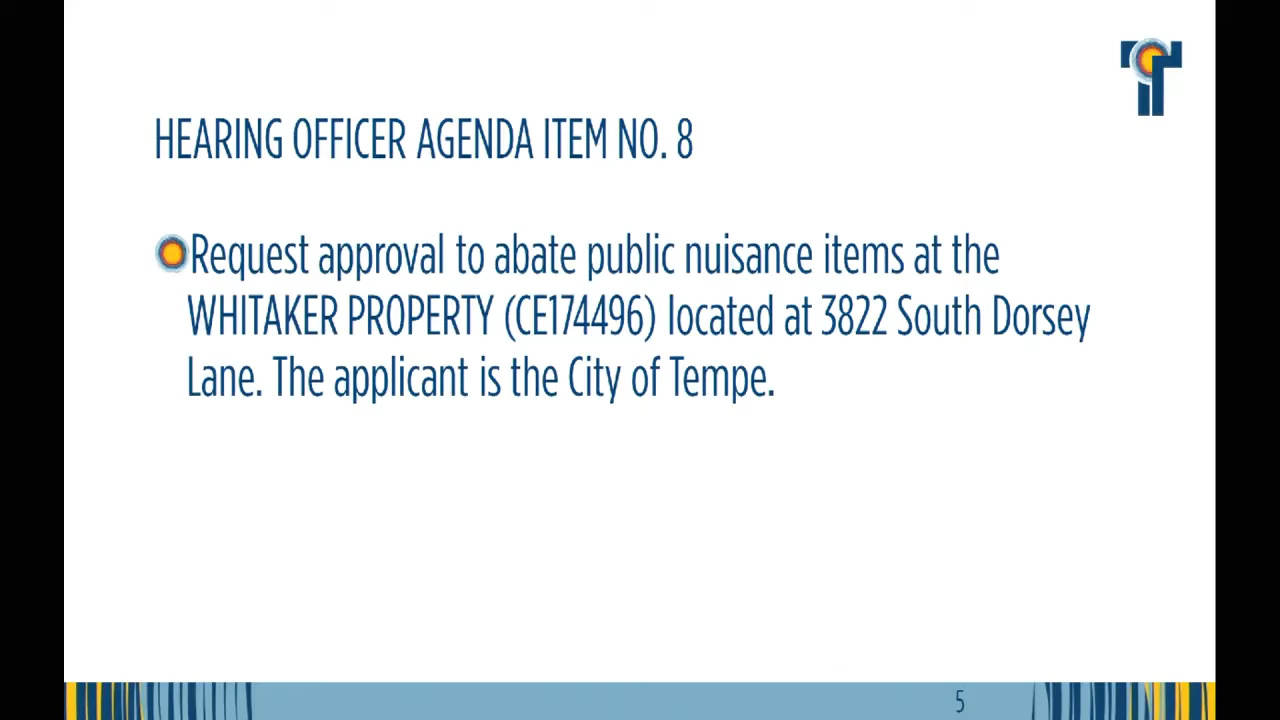 HEARING OFFICER AGENDA ITEM NO. 8
Request approval to abate public nuisance items at the
WHITAKER PROPERTY (CE174496) located at 3822 South Dorsey
Lane. The applicant is the City of Tempe.
5